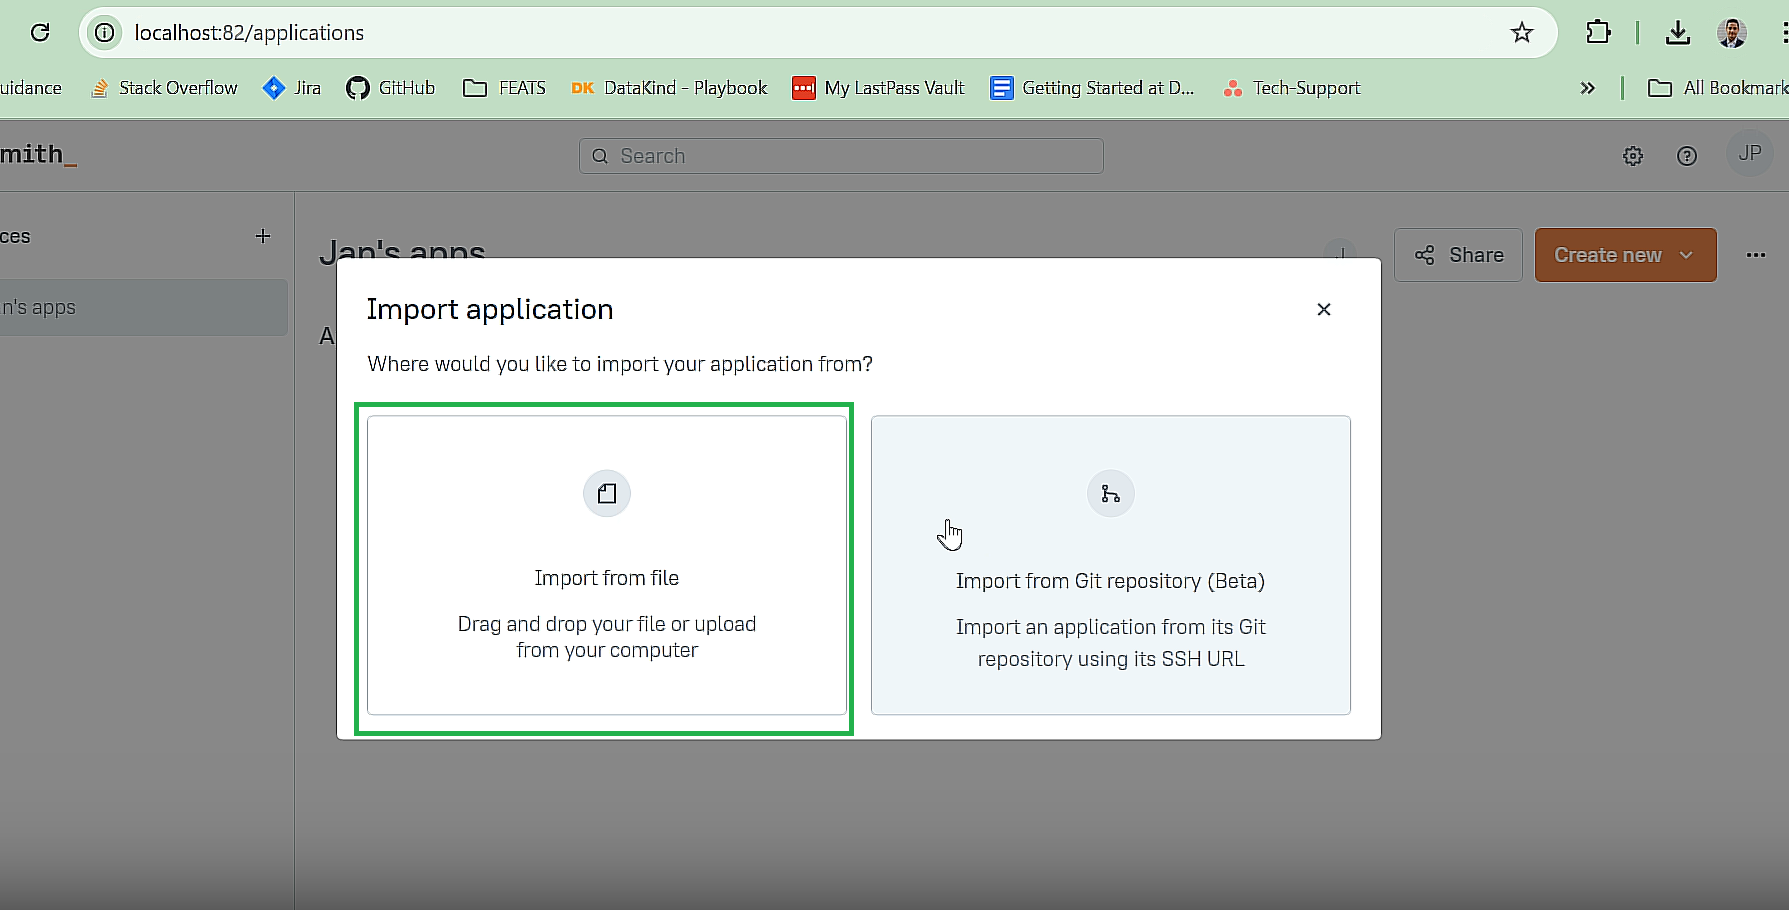 localhost:82/applications
uidance
Stack Overflow
Jira
GitHub
FEATS
DK DataKind - Playbook
My LastPass Vault
Getting Started at D...
Tech-Support
»
All Bookmark
mith_
Search
JP
ces
+
Jan's apps
J
Share
Create new
n's apps
A
Import application
Where would you like to import your application from?
Import from file
Drag and drop your file or upload
from your computer
Import from Git repository (Beta)
Import an application from its Git
repository using its SSH URL